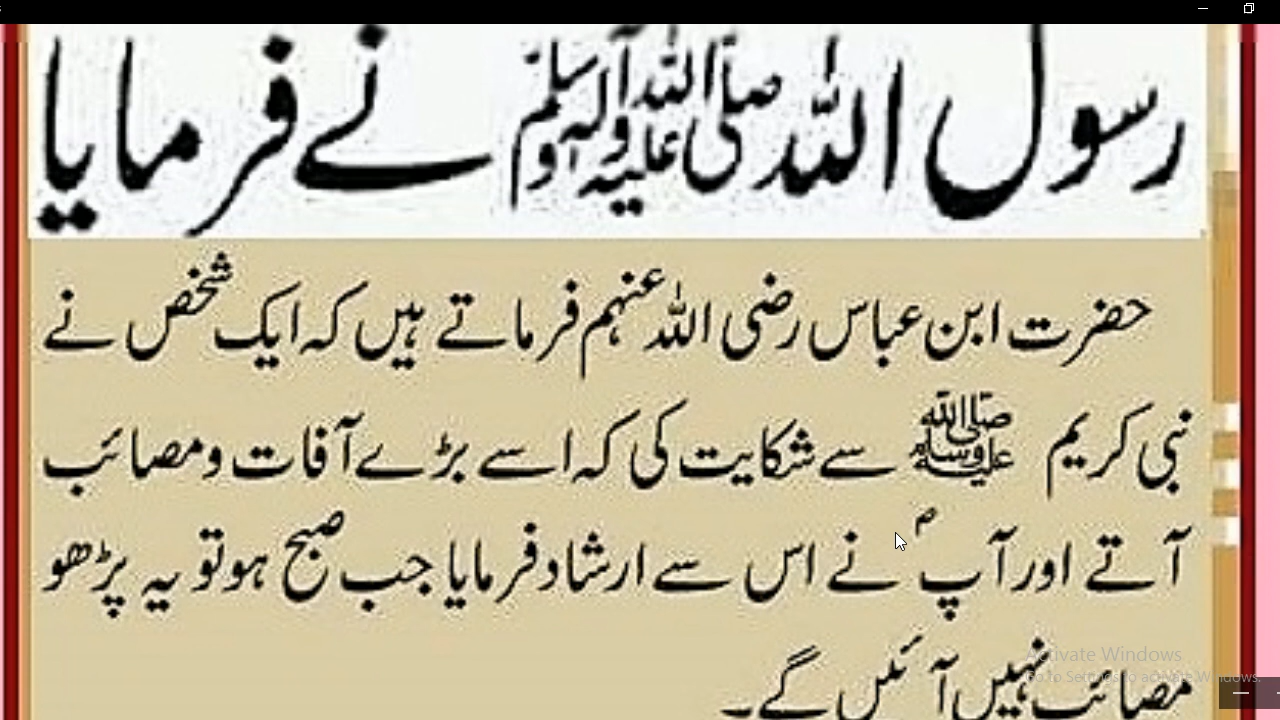 رسول اللہ صلی اللہ علیہ وآلہ وسلم نے فرمایا
حضرت ابن عباس رضی اللہ عنہم فرماتے ہیں کہ ایک شخص نے
نبی کریم ﷺ سے شکایت کی کہ اسے بڑے آفات و مصائب
آتے اور آپؐ نے اس سے ارشاد فرمایا جب صبح ہو تو یہ پڑھو
مصائب نہیں آئیں گے۔
Activate Windows
Go to Settings to activate Windows.